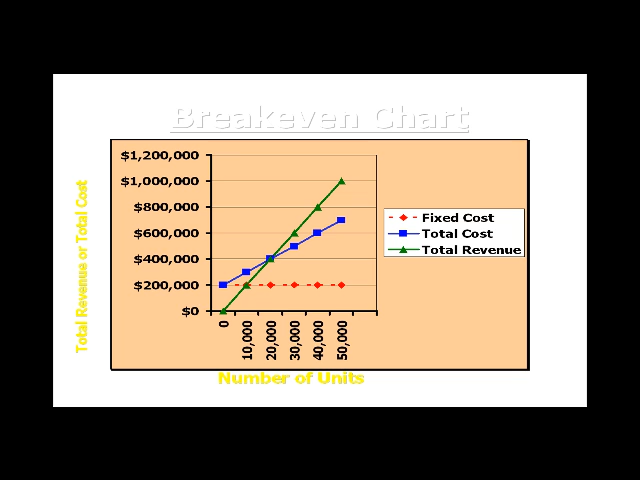 Breakeven Chart
Total Revenue or Total Cost
$1,200,000
$1,000,000
$800,000
$600,000
$400,000
$200,000
$0
0
10,000
20,000
30,000
40,000
50,000
Number of Units
Fixed Cost
Total Cost
Total Revenue